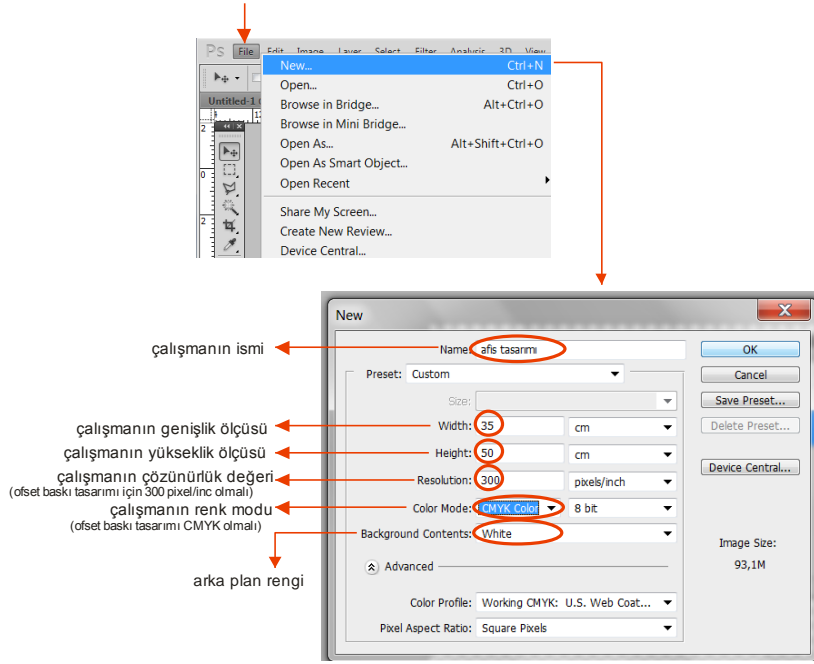 Ps File Edit Image Layer Select Filter Analysis 3D View
New... Ctrl+N
Open... Ctrl+O
Untitled-1
Browse in Bridge... Alt+Ctrl+O
Browse in Mini Bridge...
Open As... Alt+Shift+Ctrl+O
Open As Smart Object...
Open Recent
Share My Screen...
Create New Review...
Device Central...
2
0
2
New
çalışmanın ismi
Name: afis tasarımı
OK
Preset: Custom
Cancel
Size:
Save Preset...
çalışmanın genişlik ölçüsü
Width: 35 cm
Delete Preset...
çalışmanın yükseklik ölçüsü
Height: 50 cm
çalışmanın çözünürlük değeri
(ofset baskı tasarımı için 300 pixel/inc olmalı)
Resolution: 300 pixels/inch
Device Central...
çalışmanın renk modu
(ofset baskı tasarımı CMYK olmalı)
Color Mode: CMYK Color 8 bit
Background Contents: White
Image Size:
93,1M
arka plan rengi
Advanced
Color Profile: Working CMYK: U.S. Web Coat...
Pixel Aspect Ratio: Square Pixels